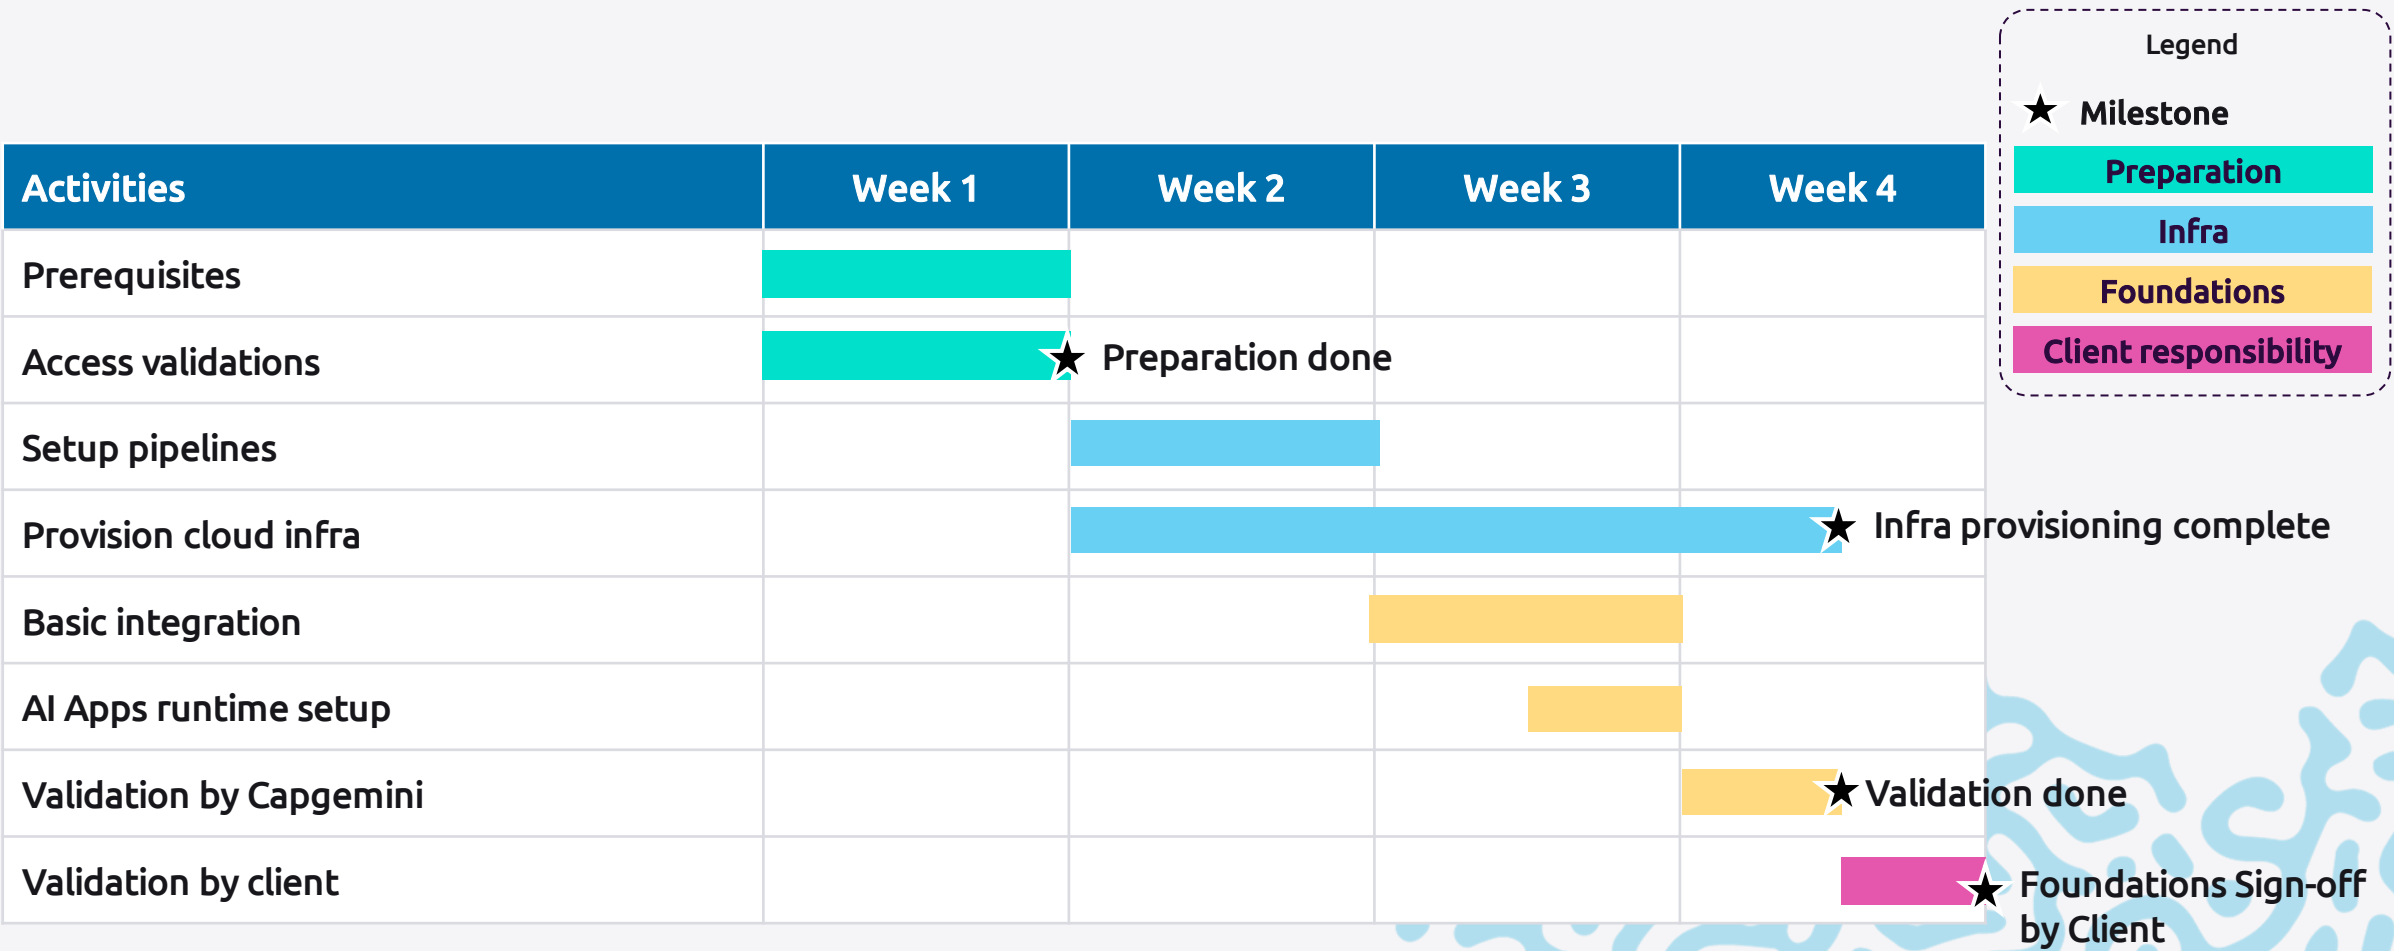 Legend
Milestone
Preparation
Infra
Foundations
Client responsibility
Activities Week 1 Week 2 Week 3 Week 4
Prerequisites
Access validations Preparation done
Setup pipelines
Provision cloud infra Infra provisioning complete
Basic integration
AI Apps runtime setup
Validation by Capgemini Validation done
Validation by client Foundations Sign-off
by Client